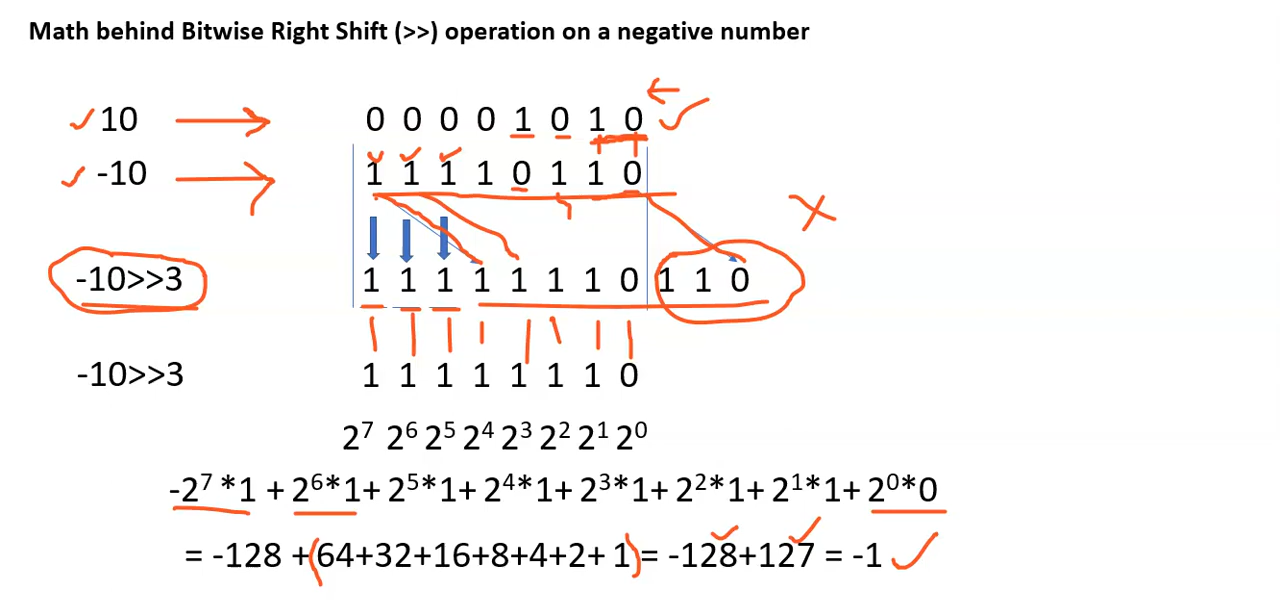 Math behind Bitwise Right Shift (>>) operation on a negative number
10 0 0 0 0 1 0 1 0
-10 1 1 1 1 0 1 1 0
-10>>3 1 1 1 1 1 1 1 0 1 1 0
-10>>3 1 1 1 1 1 1 1 0
2⁷ 2⁶ 2⁵ 2⁴ 2³ 2² 2¹ 2⁰
-2⁷ *1 + 2⁶*1+ 2⁵*1+ 2⁴*1+ 2³*1+ 2²*1+ 2¹*1+ 2⁰*0
= -128 +(64+32+16+8+4+2+ 1)= -128+127 = -1